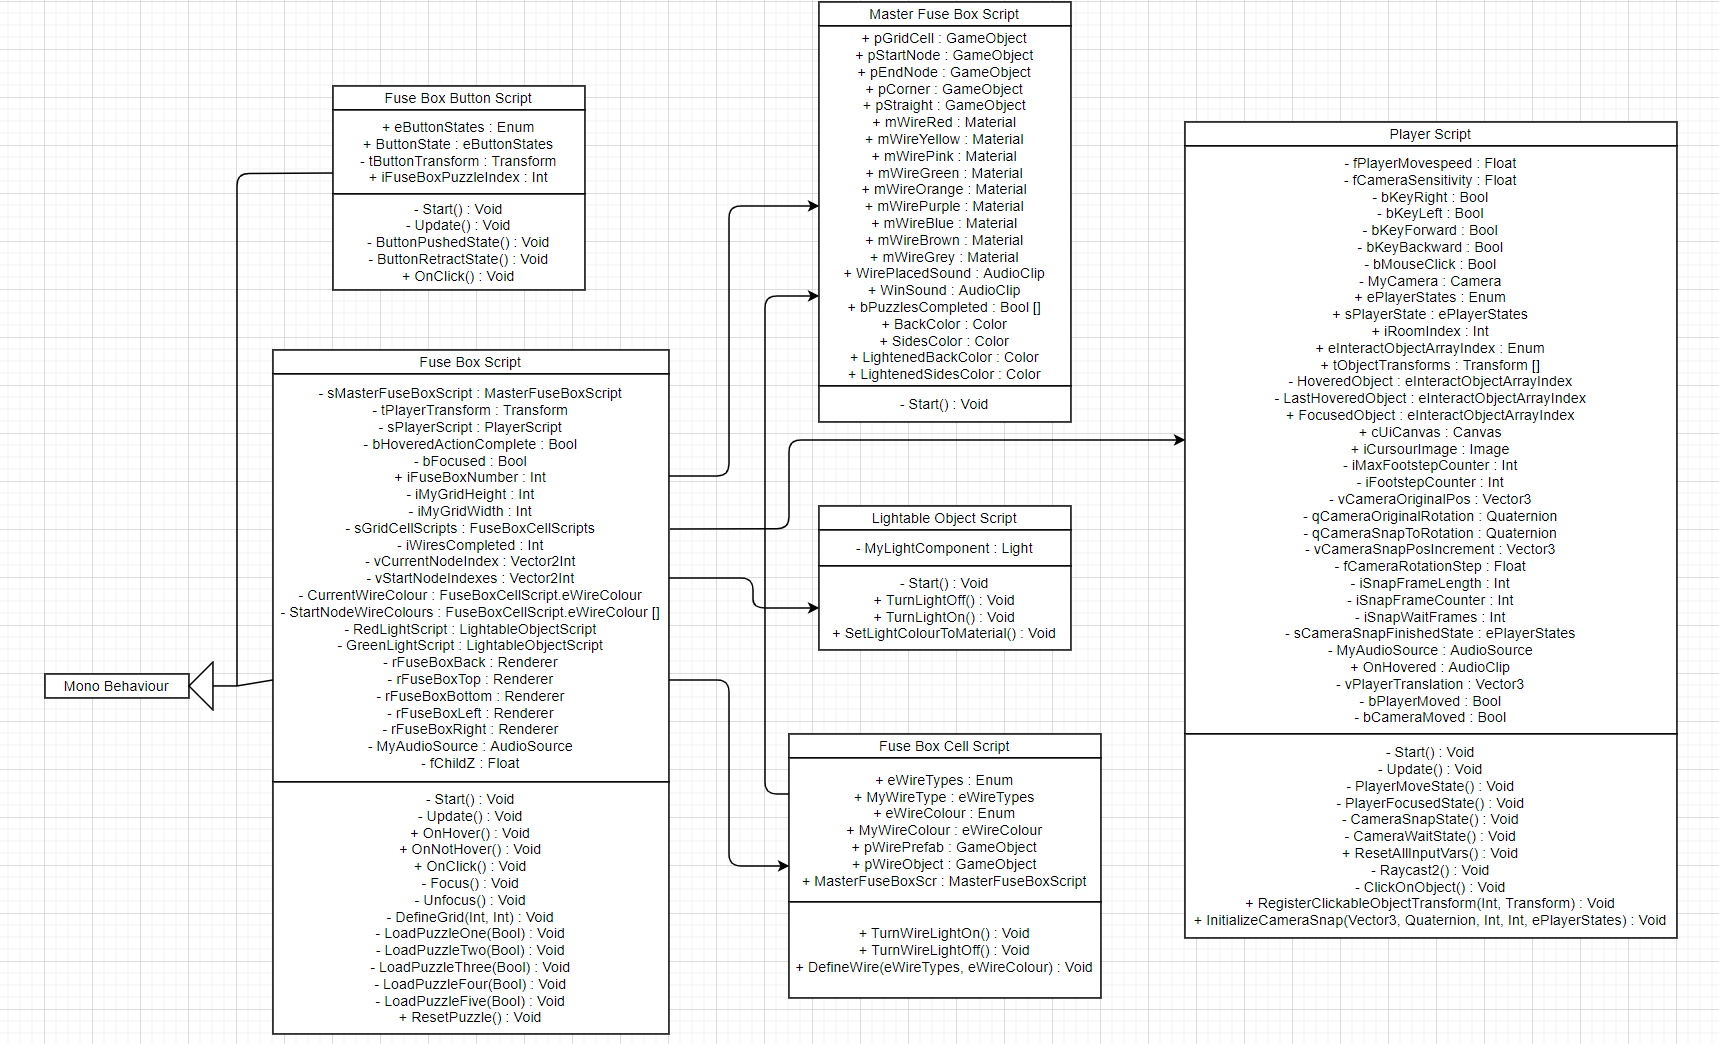 Master Fuse Box Script
+ pGridCell : GameObject
+ pStartNode : GameObject
+ pEndNode : GameObject
+ pCorner : GameObject
+ pStraight : GameObject
+ mWireRed : Material
+ mWireYellow : Material
+ mWirePink : Material
+ mWireGreen : Material
+ mWireOrange : Material
+ mWirePurple : Material
+ mWireBlue : Material
+ mWireBrown : Material
+ mWireGrey : Material
+ WirePlacedSound : AudioClip
+ WinSound : AudioClip
+ bPuzzlesCompleted : Bool []
+ BackColor : Color
+ SidesColor : Color
+ LightenedBackColor : Color
+ LightenedSidesColor : Color
- Start() : Void
Fuse Box Button Script
+ eButtonStates : Enum
+ ButtonState : eButtonStates
- tButtonTransform : Transform
+ iFuseBoxPuzzleIndex : Int
- Start() : Void
- Update() : Void
- ButtonPushedState() : Void
- ButtonRetractState() : Void
+ OnClick() : Void
Player Script
- fPlayerMovespeed : Float
- fCameraSensitivity : Float
- bKeyRight : Bool
- bKeyLeft : Bool
- bKeyForward : Bool
- bKeyBackward : Bool
- bMouseClick : Bool
- MyCamera : Camera
+ ePlayerStates : Enum
+ sPlayerState : ePlayerStates
+ iRoomIndex : Int
+ eInteractObjectArrayIndex : Enum
+ tObjectTransforms : Transform []
- HoveredObject : eInteractObjectArrayIndex
- LastHoveredObject : eInteractObjectArrayIndex
+ FocusedObject : eInteractObjectArrayIndex
+ cUiCanvas : Canvas
+ iCursourImage : Image
- iMaxFootstepCounter : Int
- iFootstepCounter : Int
- vCameraOriginalPos : Vector3
- qCameraOriginalRotation : Quaternion
- qCameraSnapToRotation : Quaternion
- vCameraSnapPosIncrement : Vector3
- fCameraRotationStep : Float
- iSnapFrameLength : Int
- iSnapFrameCounter : Int
- iSnapWaitFrames : Int
- sCameraSnapFinishedState : ePlayerStates
- MyAudioSource : AudioSource
+ OnHovered : AudioClip
- vPlayerTranslation : Vector3
- bPlayerMoved : Bool
- bCameraMoved : Bool
- Start() : Void
- Update() : Void
- PlayerMoveState() : Void
- PlayerFocusedState() : Void
- CameraSnapState() : Void
- CameraWaitState() : Void
+ ResetAllInputVars() : Void
- Raycast2() : Void
- ClickOnObject() : Void
+ RegisterClickableObjectTransform(Int, Transform) : Void
+ InitializeCameraSnap(Vector3, Quaternion, Int, Int, ePlayerStates) : Void
Fuse Box Script
- sMasterFuseBoxScript : MasterFuseBoxScript
- tPlayerTransform : Transform
- sPlayerScript : PlayerScript
- bHoveredActionComplete : Bool
- bFocused : Bool
+ iFuseBoxNumber : Int
- iMyGridHeight : Int
- iMyGridWidth : Int
- sGridCellScripts : FuseBoxCellScripts
- iWiresCompleted : Int
- vCurrentNodeIndex : Vector2Int
- vStartNodeIndexes : Vector2Int
- CurrentWireColour : FuseBoxCellScript.eWireColour
- StartNodeWireColours : FuseBoxCellScript.eWireColour []
- RedLightScript : LightableObjectScript
- GreenLightScript : LightableObjectScript
- rFuseBoxBack : Renderer
- rFuseBoxTop : Renderer
- rFuseBoxBottom : Renderer
- rFuseBoxLeft : Renderer
- rFuseBoxRight : Renderer
- MyAudioSource : AudioSource
- fChildZ : Float
- Start() : Void
- Update() : Void
+ OnHover() : Void
+ OnNotHover() : Void
+ OnClick() : Void
- Focus() : Void
- Unfocus() : Void
- DefineGrid(Int, Int) : Void
- LoadPuzzleOne(Bool) : Void
- LoadPuzzleTwo(Bool) : Void
- LoadPuzzleThree(Bool) : Void
- LoadPuzzleFour(Bool) : Void
- LoadPuzzleFive(Bool) : Void
+ ResetPuzzle() : Void
Lightable Object Script
- MyLightComponent : Light
- Start() : Void
+ TurnLightOff() : Void
+ TurnLightOn() : Void
+ SetLightColourToMaterial() : Void
Mono Behaviour
Fuse Box Cell Script
+ eWireTypes : Enum
+ MyWireType : eWireTypes
+ eWireColour : Enum
+ MyWireColour : eWireColour
+ pWirePrefab : GameObject
+ pWireObject : GameObject
+ MasterFuseBoxScr : MasterFuseBoxScript
+ TurnWireLightOn() : Void
+ TurnWireLightOff() : Void
+ DefineWire(eWireTypes, eWireColour) : Void